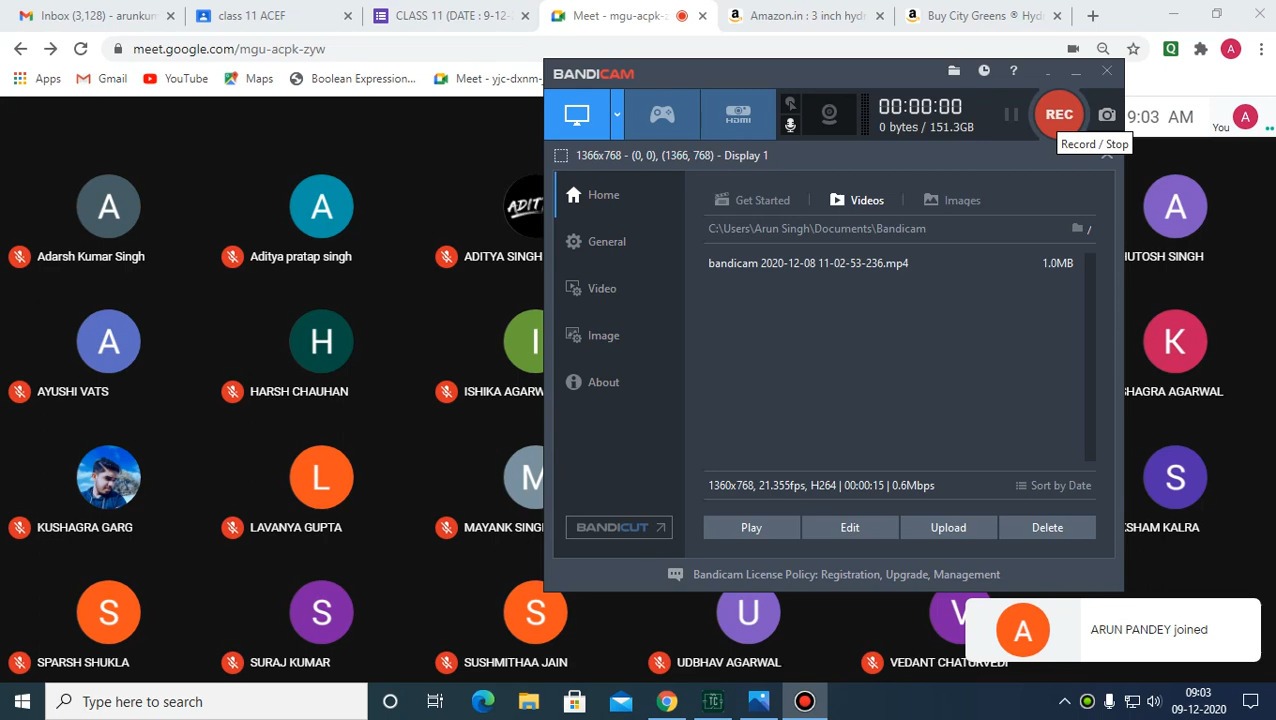 Inbox (3,128) - arunkum
class 11 ACEF
CLASS 11 (DATE : 9-12-
Meet - mgu-acpk-
Amazon.in : 3 inch hydr
Buy City Greens ® Hyd
meet.google.com/mgu-acpk-zyw
Apps
Gmail
YouTube
Maps
Boolean Expression...
Meet - yjc-dxnm-
BANDICAM
00:00:00
0 bytes / 151.3GB
REC
Record / Stop
9:03 AM
You
A
1366x768 - (0, 0), (1366, 768) - Display 1
Home
General
Video
Image
About
BANDICUT
Get Started
Videos
Images
C:\Users\Arun Singh\Documents\Bandicam
/
bandicam 2020-12-08 11-02-53-236.mp4
1.0MB
1360x768, 21.355fps, H264 | 00:00:15 | 0.6Mbps
Sort by Date
Play
Edit
Upload
Delete
Bandicam License Policy: Registration, Upgrade, Management
A
A
ADIT
A
Adarsh Kumar Singh
Aditya pratap singh
ADITYA SINGH
HUTOSH SINGH
A
H
I
K
AYUSHI VATS
HARSH CHAUHAN
ISHIKA AGARW
HAGRA AGARWAL
L
M
S
KUSHAGRA GARG
LAVANYA GUPTA
MAYANK SING
KSHAM KALRA
S
S
S
U
V
A
ARUN PANDEY joined
SPARSH SHUKLA
SURAJ KUMAR
SUSHMITHAA JAIN
UDBHAV AGARWAL
VEDANT CHATURVEDI
Type here to search
TC
09:03
09-12-2020